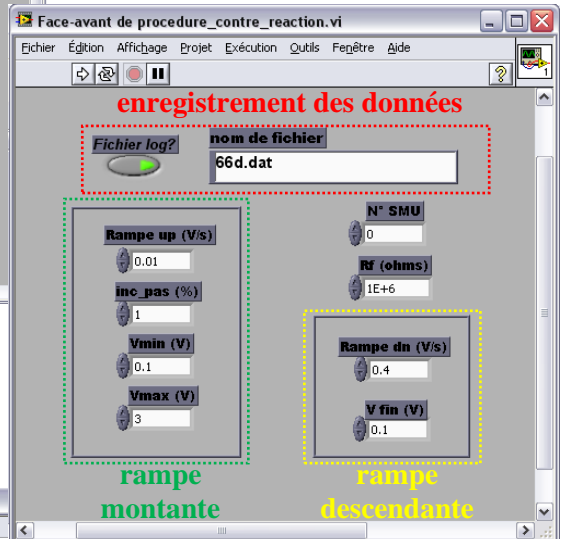 Face-avant de procedure_contre_reaction.vi
Fichier Édition Affichage Projet Exécution Outils Fenêtre Aide
1
enregistrement des données
Fichier log?
nom de fichier
66d.dat
Rampe up (V/s)
0.01
inc_pas (%)
1
Vmin (V)
0.1
Vmax (V)
3
rampe
montante
N° SMU
0
Rf (ohms)
1E+6
Rampe dn (V/s)
0.4
V fin (V)
0.1
rampe
descendante